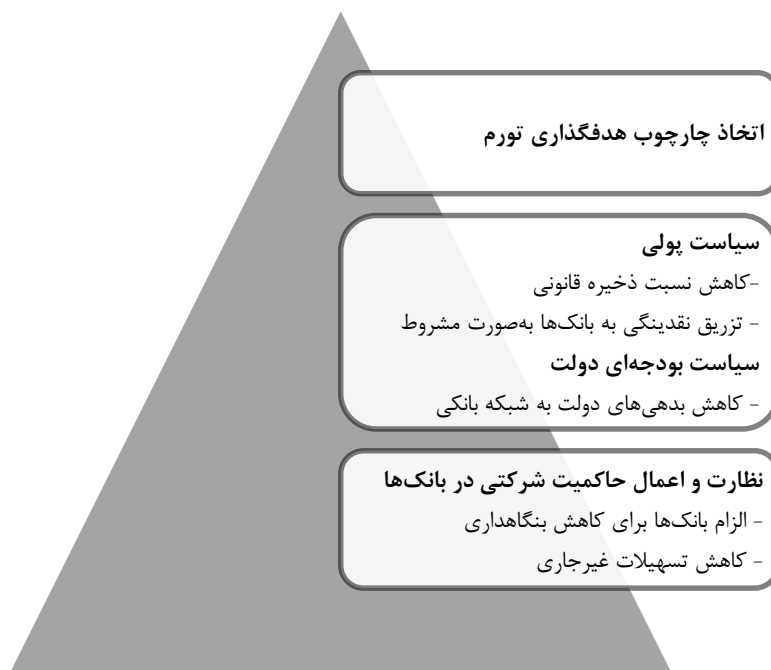 اتخاذ چارچوب هدفگذاری تورم
سیاست پولی
-کاهش نسبت ذخیره قانونی
- تزریق نقدینگی به بانک‌ها به‌صورت مشروط
سیاست بودجه‌ای دولت
- کاهش بدهی‌های دولت به شبکه بانکی
نظارت و اعمال حاکمیت شرکتی در بانک‌ها
- الزام بانک‌ها برای کاهش بنگاهداری
- کاهش تسهیلات غیرجاری